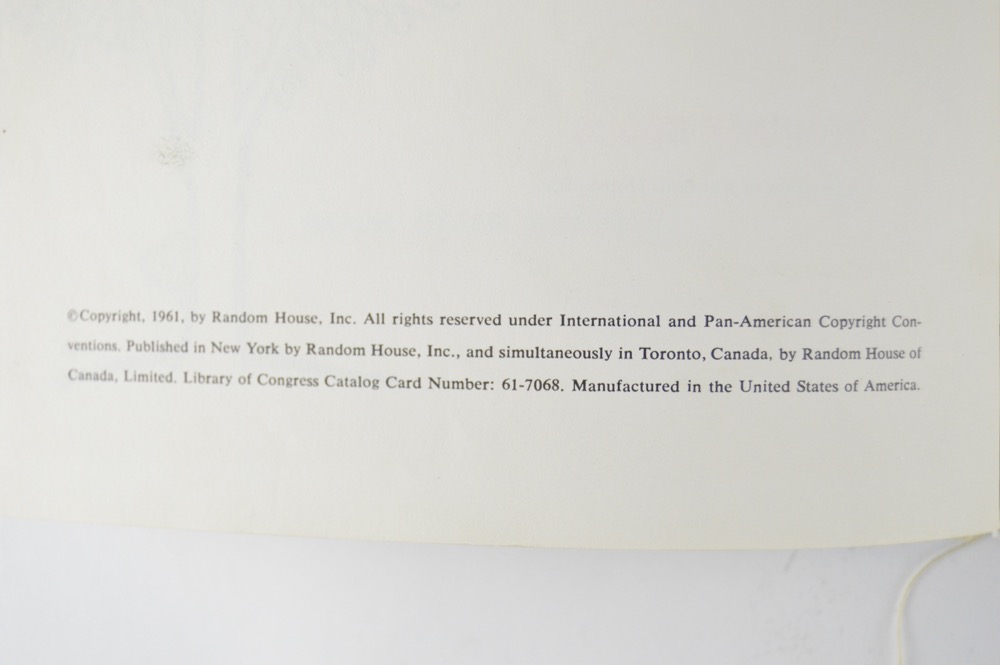 ©Copyright, 1961, by Random House, Inc. All rights reserved under International and Pan-American Copyright Con-
ventions. Published in New York by Random House, Inc., and simultaneously in Toronto, Canada, by Random House of
Canada, Limited. Library of Congress Catalog Card Number: 61-7068. Manufactured in the United States of America.